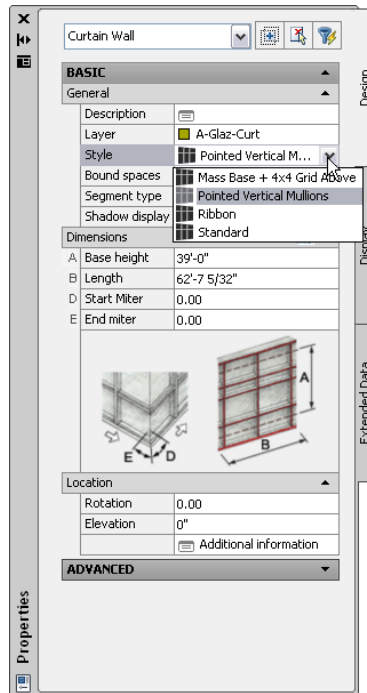 Curtain Wall
BASIC
General
Description
Layer A-Glaz-Curt
Style Pointed Vertical M...
Bound spaces
Mass Base + 4x4 Grid Above
Segment type
Pointed Vertical Mullions
Shadow display
Ribbon
Standard
Dimensions
A Base height 39'-0"
B Length 62'-7 5/32"
D Start Miter 0.00
E End miter 0.00
A
B
E D
Location
Rotation 0.00
Elevation 0"
Additional information
ADVANCED
Properties
Design
Display
Extended Data